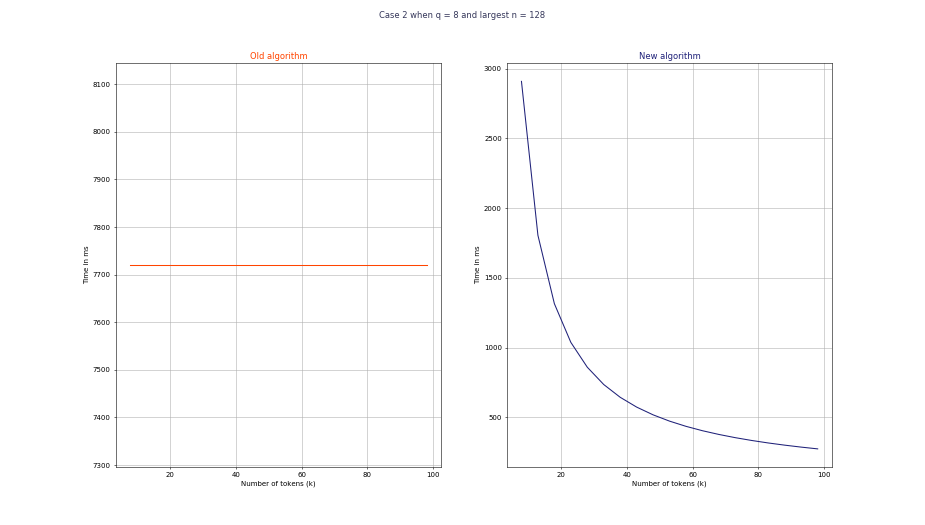 Case 2 when q = 8 and largest n = 128
Old algorithm
8100
8000
7900
7800
7700
7600
7500
7400
7300
Time in ms
20 40 60 80 100
Number of tokens (k)
New algorithm
3000
2500
2000
1500
1000
500
Time in ms
20 40 60 80 100
Number of tokens (k)